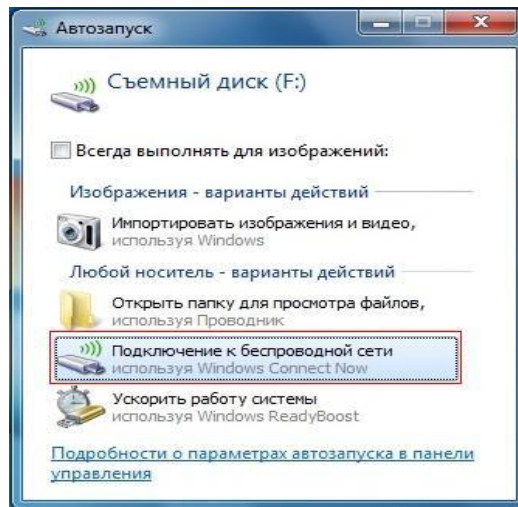 Автозапуск
Съемный диск (F:)
Всегда выполнять для изображений:
Изображения - варианты действий
Импортировать изображения и видео,
используя Windows
Любой носитель - варианты действий
Открыть папку для просмотра файлов,
используя Проводник
Подключение к беспроводной сети
используя Windows Connect Now
Ускорить работу системы
используя Windows ReadyBoost
Подробности о параметрах автозапуска в панели
управления